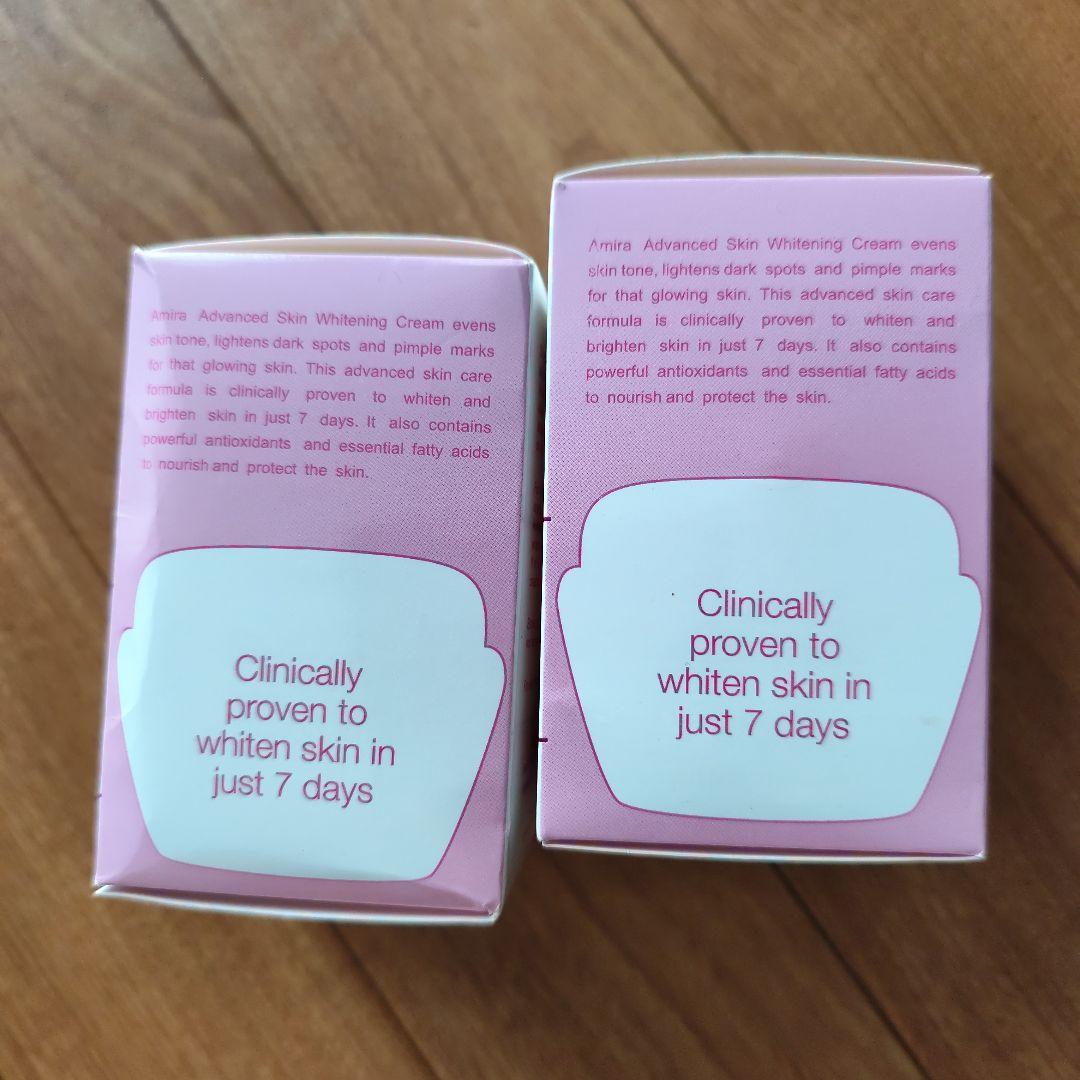 Amira Advanced Skin Whitening Cream evens
skin tone, lightens dark spots and pimple marks
for that glowing skin. This advanced skin care
formula is clinically proven to whiten and
brighten skin in just 7 days. It also contains
powerful antioxidants and essential fatty acids
to nourish and protect the skin.
Clinically
proven to
whiten skin in
just 7 days
Amira Advanced Skin Whitening Cream evens
skin tone, lightens dark spots and pimple marks
for that glowing skin. This advanced skin care
formula is clinically proven to whiten and
brighten skin in just 7 days. It also contains
powerful antioxidants and essential fatty acids
to nourish and protect the skin.
Clinically
proven to
whiten skin in
just 7 days